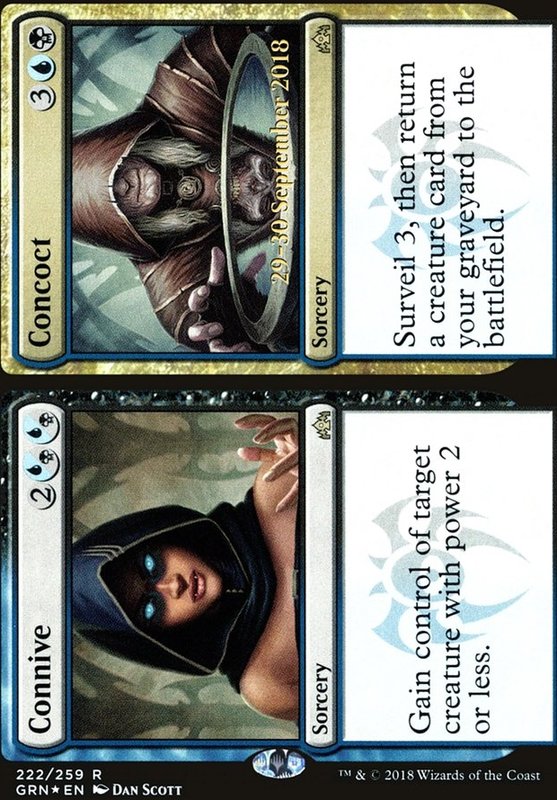 Concoct
3
29-30 September 2018
Sorcery
Surveil 3, then return
a creature card from
your graveyard to the
battlefield.
Connive
2
Sorcery
Gain control of target
creature with power 2
or less.
222/259 R
GRN★EN DAN SCOTT
™ & © 2018 Wizards of the Coast